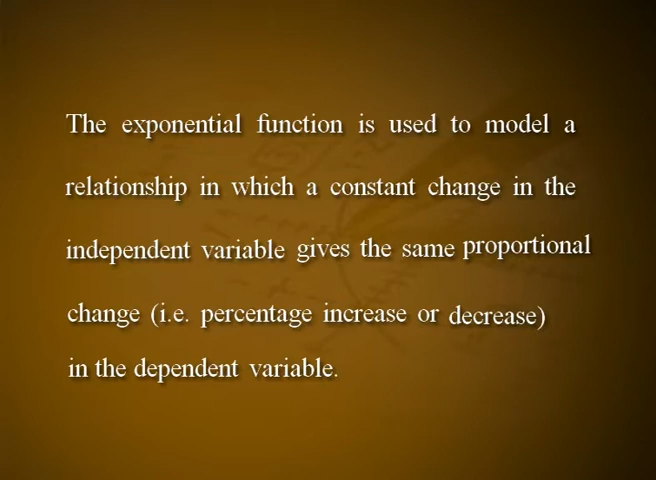 The exponential function is used to model a
relationship in which a constant change in the
independent variable gives the same proportional
change (i.e. percentage increase or decrease)
in the dependent variable.